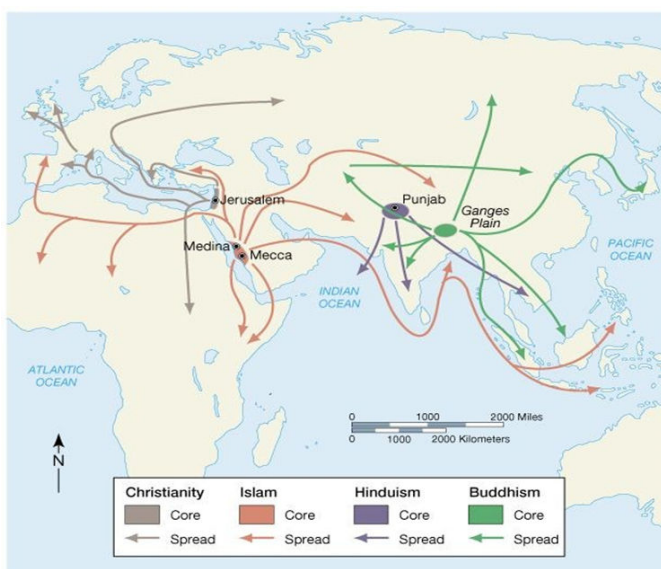 Jerusalem
Medina
Mecca
Punjab
Ganges
Plain
PACIFIC
OCEAN
INDIAN
OCEAN
ATLANTIC
OCEAN
N
0 1000 2000 Miles
0 1000 2000 Kilometers
Christianity Islam Hinduism Buddhism
Core Core Core Core
Spread Spread Spread Spread